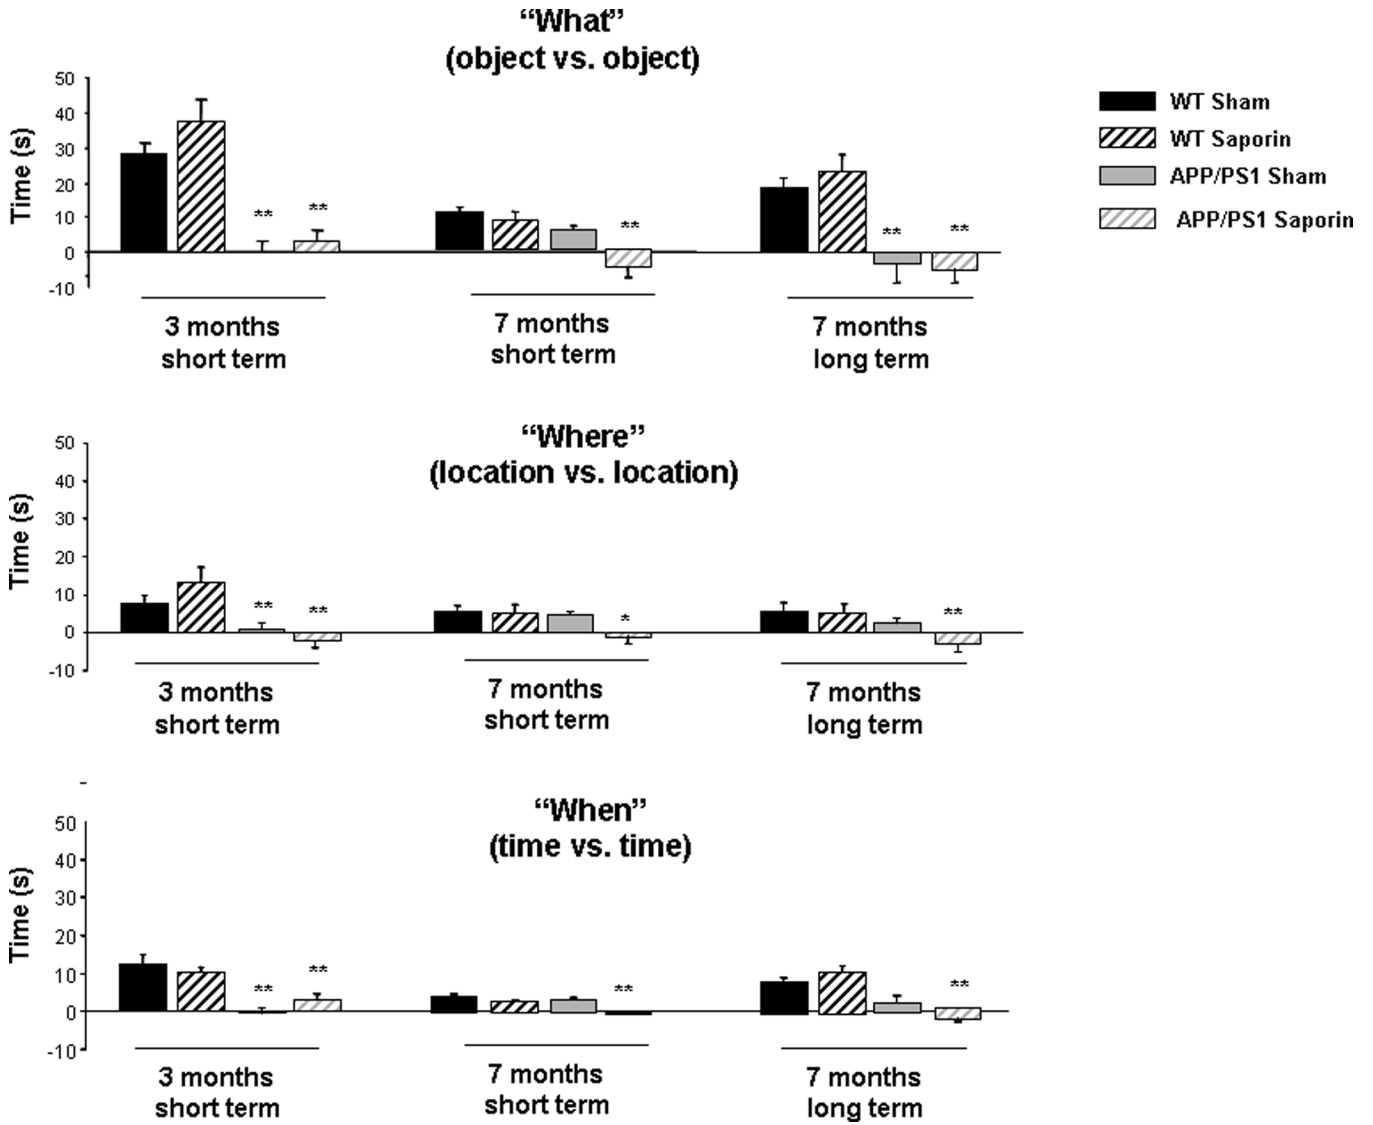 “What”
(object vs. object)
Time (s)
50
40
30
20
10
0
-10
** ** ** ** **
3 months
short term
7 months
short term
7 months
long term
WT Sham
WT Saporin
APP/PS1 Sham
APP/PS1 Saporin
“Where”
(location vs. location)
Time (s)
50
40
30
20
10
0
-10
** ** * **
3 months
short term
7 months
short term
7 months
long term
“When”
(time vs. time)
Time (s)
50
40
30
20
10
0
-10
** ** ** **
3 months
short term
7 months
short term
7 months
long term